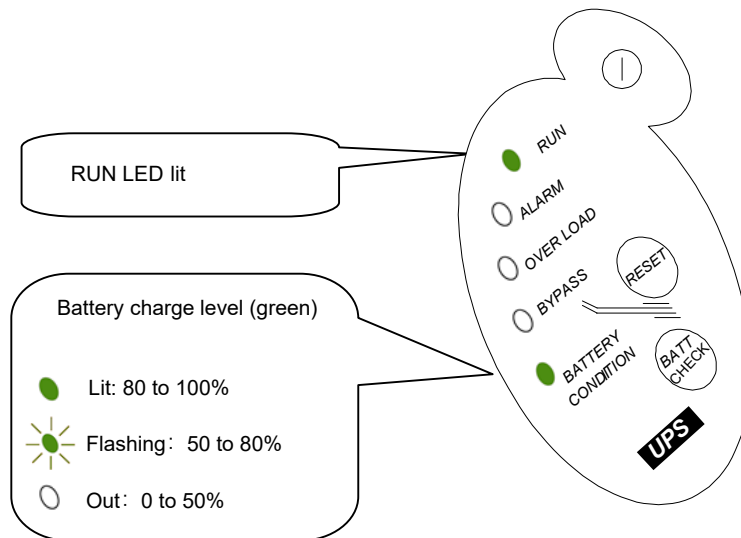 RUN LED lit
Battery charge level (green)
Lit: 80 to 100%
Flashing： 50 to 80%
Out： 0 to 50%
RUN
ALARM
OVER LOAD
BYPASS
BATTERY
CONDITION
RESET
BATT
CHECK
UPS